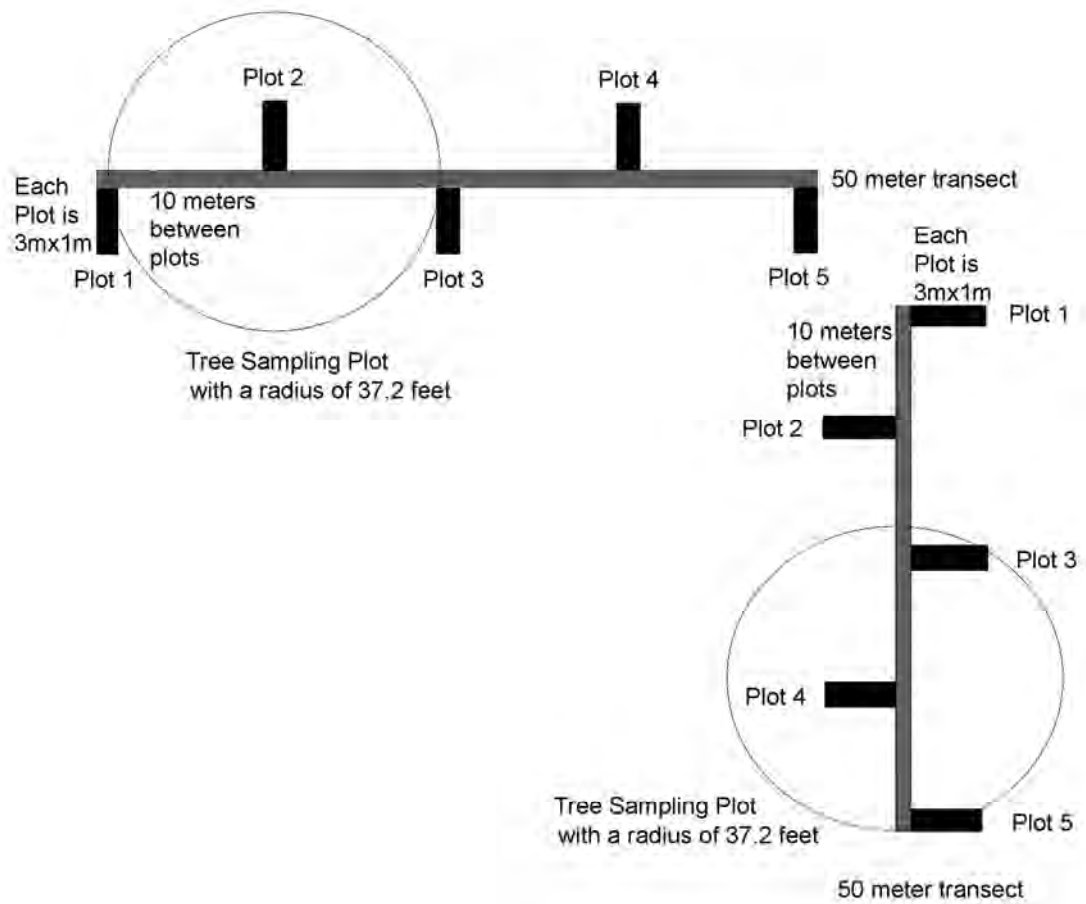 Plot 2
Plot 4
50 meter transect
Each
Plot is
3mx1m
10 meters
between
plots
Plot 1
Plot 3
Plot 5
Tree Sampling Plot
with a radius of 37.2 feet
Each
Plot is
3mx1m
Plot 1
10 meters
between
plots
Plot 2
Plot 3
Plot 4
Tree Sampling Plot
with a radius of 37.2 feet
Plot 5
50 meter transect